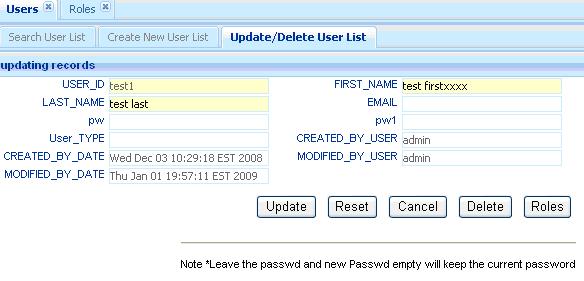 Users Roles
Search User List Create New User List Update/Delete User List
updating records
USER_ID test1 FIRST_NAME test firstxxxx
LAST_NAME test last EMAIL
pw pw1
User_TYPE CREATED_BY_USER admin
CREATED_BY_DATE Wed Dec 03 10:29:18 EST 2008 MODIFIED_BY_USER admin
MODIFIED_BY_DATE Thu Jan 01 19:57:11 EST 2009
Update Reset Cancel Delete Roles
Note *Leave the passwd and new Passwd empty will keep the current password